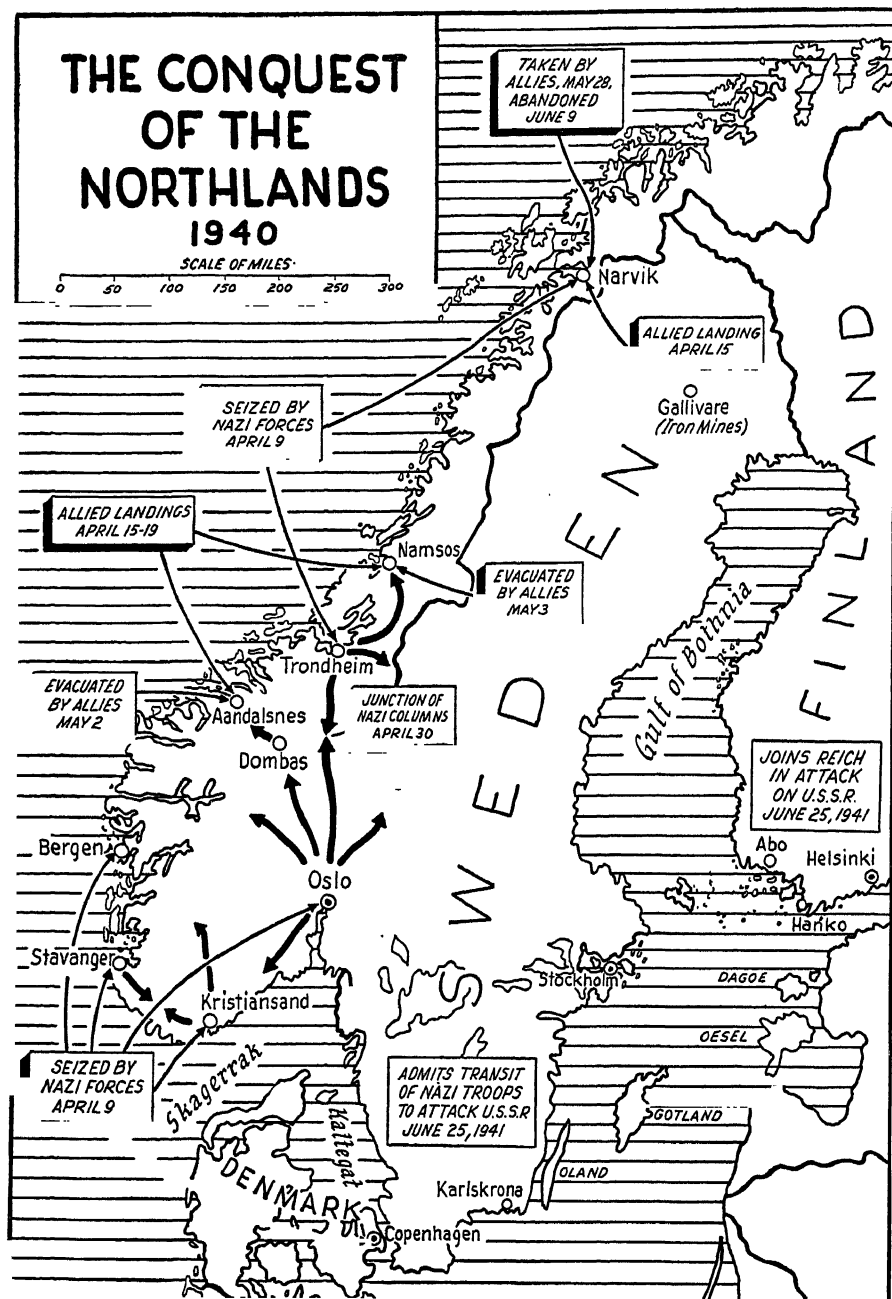 THE CONQUEST
OF THE
NORTHLANDS
1940
SCALE OF MILES
0 50 100 150 200 250 300
TAKEN BY
ALLIES, MAY 28,
ABANDONED
JUNE 9
Narvik
ALLIED LANDING
APRIL 15
Gallivare
(Iron Mines)
SEIZED BY
NAZI FORCES
APRIL 9
ALLIED LANDINGS
APRIL 15-19
Namsos
EVACUATED
BY ALLIES
MAY 3
Trondheim
EVACUATED
BY ALLIES
MAY 2
Aandalsnes
JUNCTION OF
NAZI COLUMNS
APRIL 30
Dombas
SWEDEN
FINLAND
Gulf of Bothnia
JOINS REICH
IN ATTACK
ON U.S.S.R.
JUNE 25, 1941
Bergen
Abo
Helsinki
Oslo
Hanko
Stavanger
Stockholm
DAGOE
Kristiansand
OESEL
SEIZED BY
NAZI FORCES
APRIL 9
Skagerrak
ADMITS TRANSIT
OF NAZI TROOPS
TO ATTACK U.S.S.R
JUNE 25, 1941
Kattegat
GOTLAND
DENMARK
OLAND
Karlskrona
Copenhagen